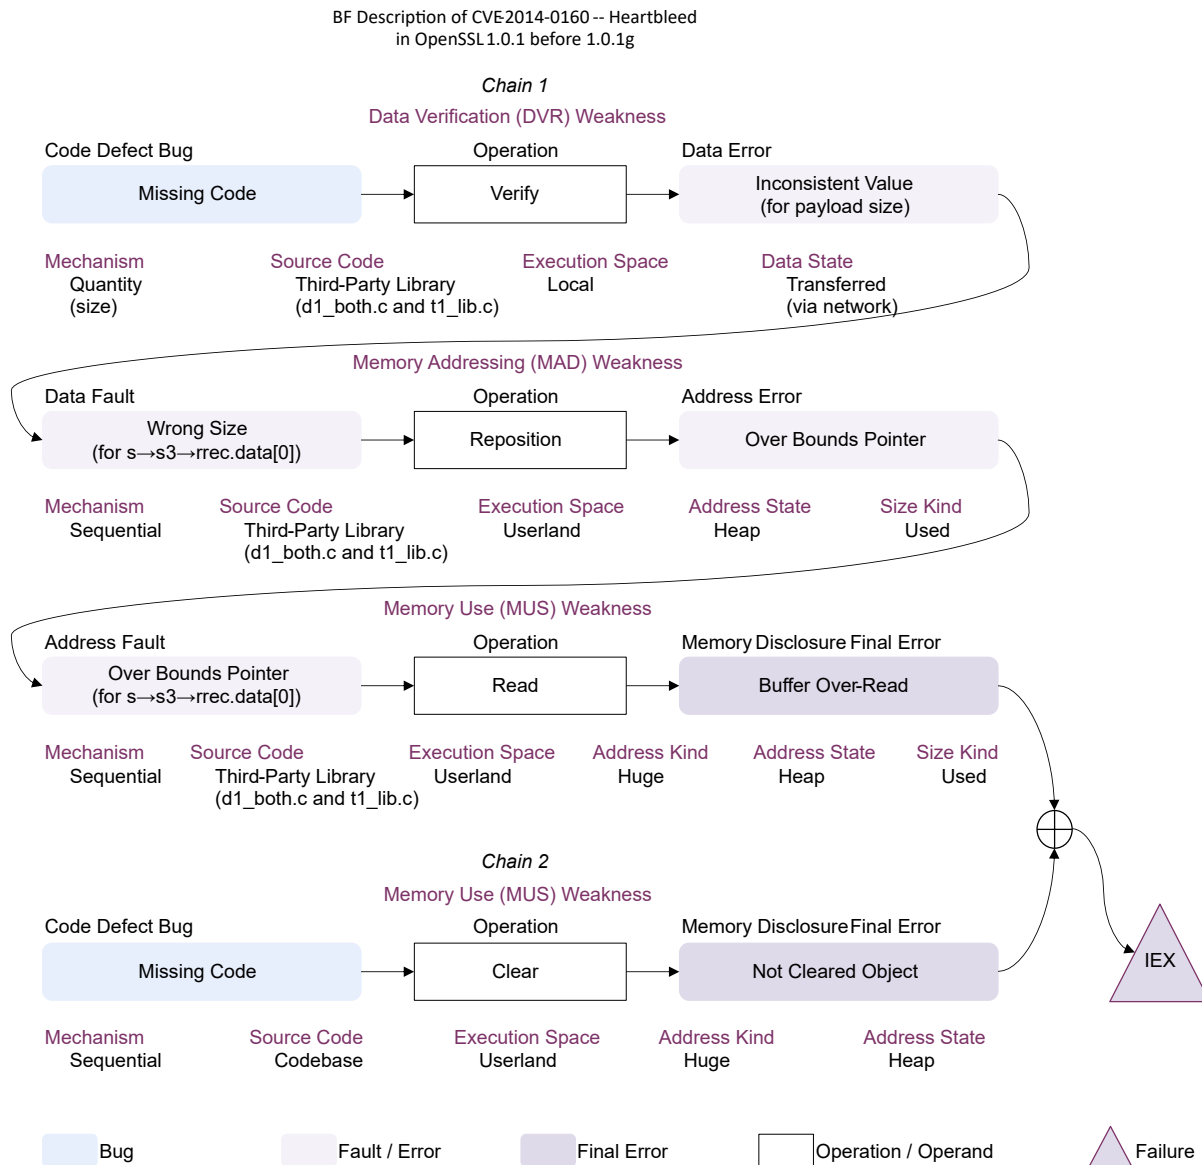 BF Description of CVE-2014-0160 -- Heartbleed
in OpenSSL 1.0.1 before 1.0.1g
Chain 1
Data Verification (DVR) Weakness
Code Defect Bug Operation Data Error
Missing Code Verify Inconsistent Value
(for payload size)
Mechanism Source Code Execution Space Data State
Quantity Third-Party Library Local Transferred
(size) (d1_both.c and t1_lib.c) (via network)
Memory Addressing (MAD) Weakness
Data Fault Operation Address Error
Wrong Size Reposition Over Bounds Pointer
(for s→s3→rrec.data[0])
Mechanism Source Code Execution Space Address State Size Kind
Sequential Third-Party Library Userland Heap Used
(d1_both.c and t1_lib.c)
Memory Use (MUS) Weakness
Address Fault Operation Memory Disclosure Final Error
Over Bounds Pointer Read Buffer Over-Read
(for s→s3→rrec.data[0])
Mechanism Source Code Execution Space Address Kind Address State Size Kind
Sequential Third-Party Library Userland Huge Heap Used
(d1_both.c and t1_lib.c)
Chain 2
Memory Use (MUS) Weakness
Code Defect Bug Operation Memory Disclosure Final Error
Missing Code Clear Not Cleared Object IEX
Mechanism Source Code Execution Space Address Kind Address State
Sequential Codebase Userland Huge Heap
Bug Fault / Error Final Error Operation / Operand Failure